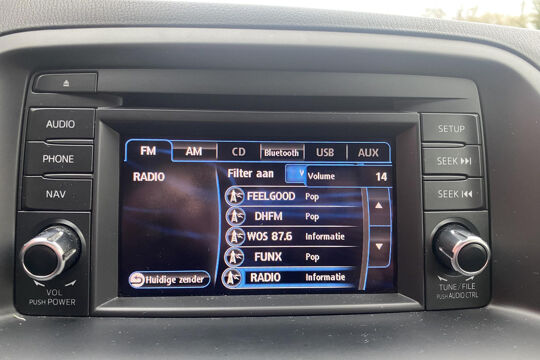 AUDIO
PHONE
NAV
VOL
PUSH POWER
FM AM CD Bluetooth USB AUX
RADIO
Filter aan
Volume 14
FEELGOOD Pop
DHFM Pop
WOS 87.6 Informatie
FUNX Pop
RADIO Informatie
Huidige zender
SETUP
SEEK
SEEK
TUNE/FILE
PUSH AUDIO CTRL